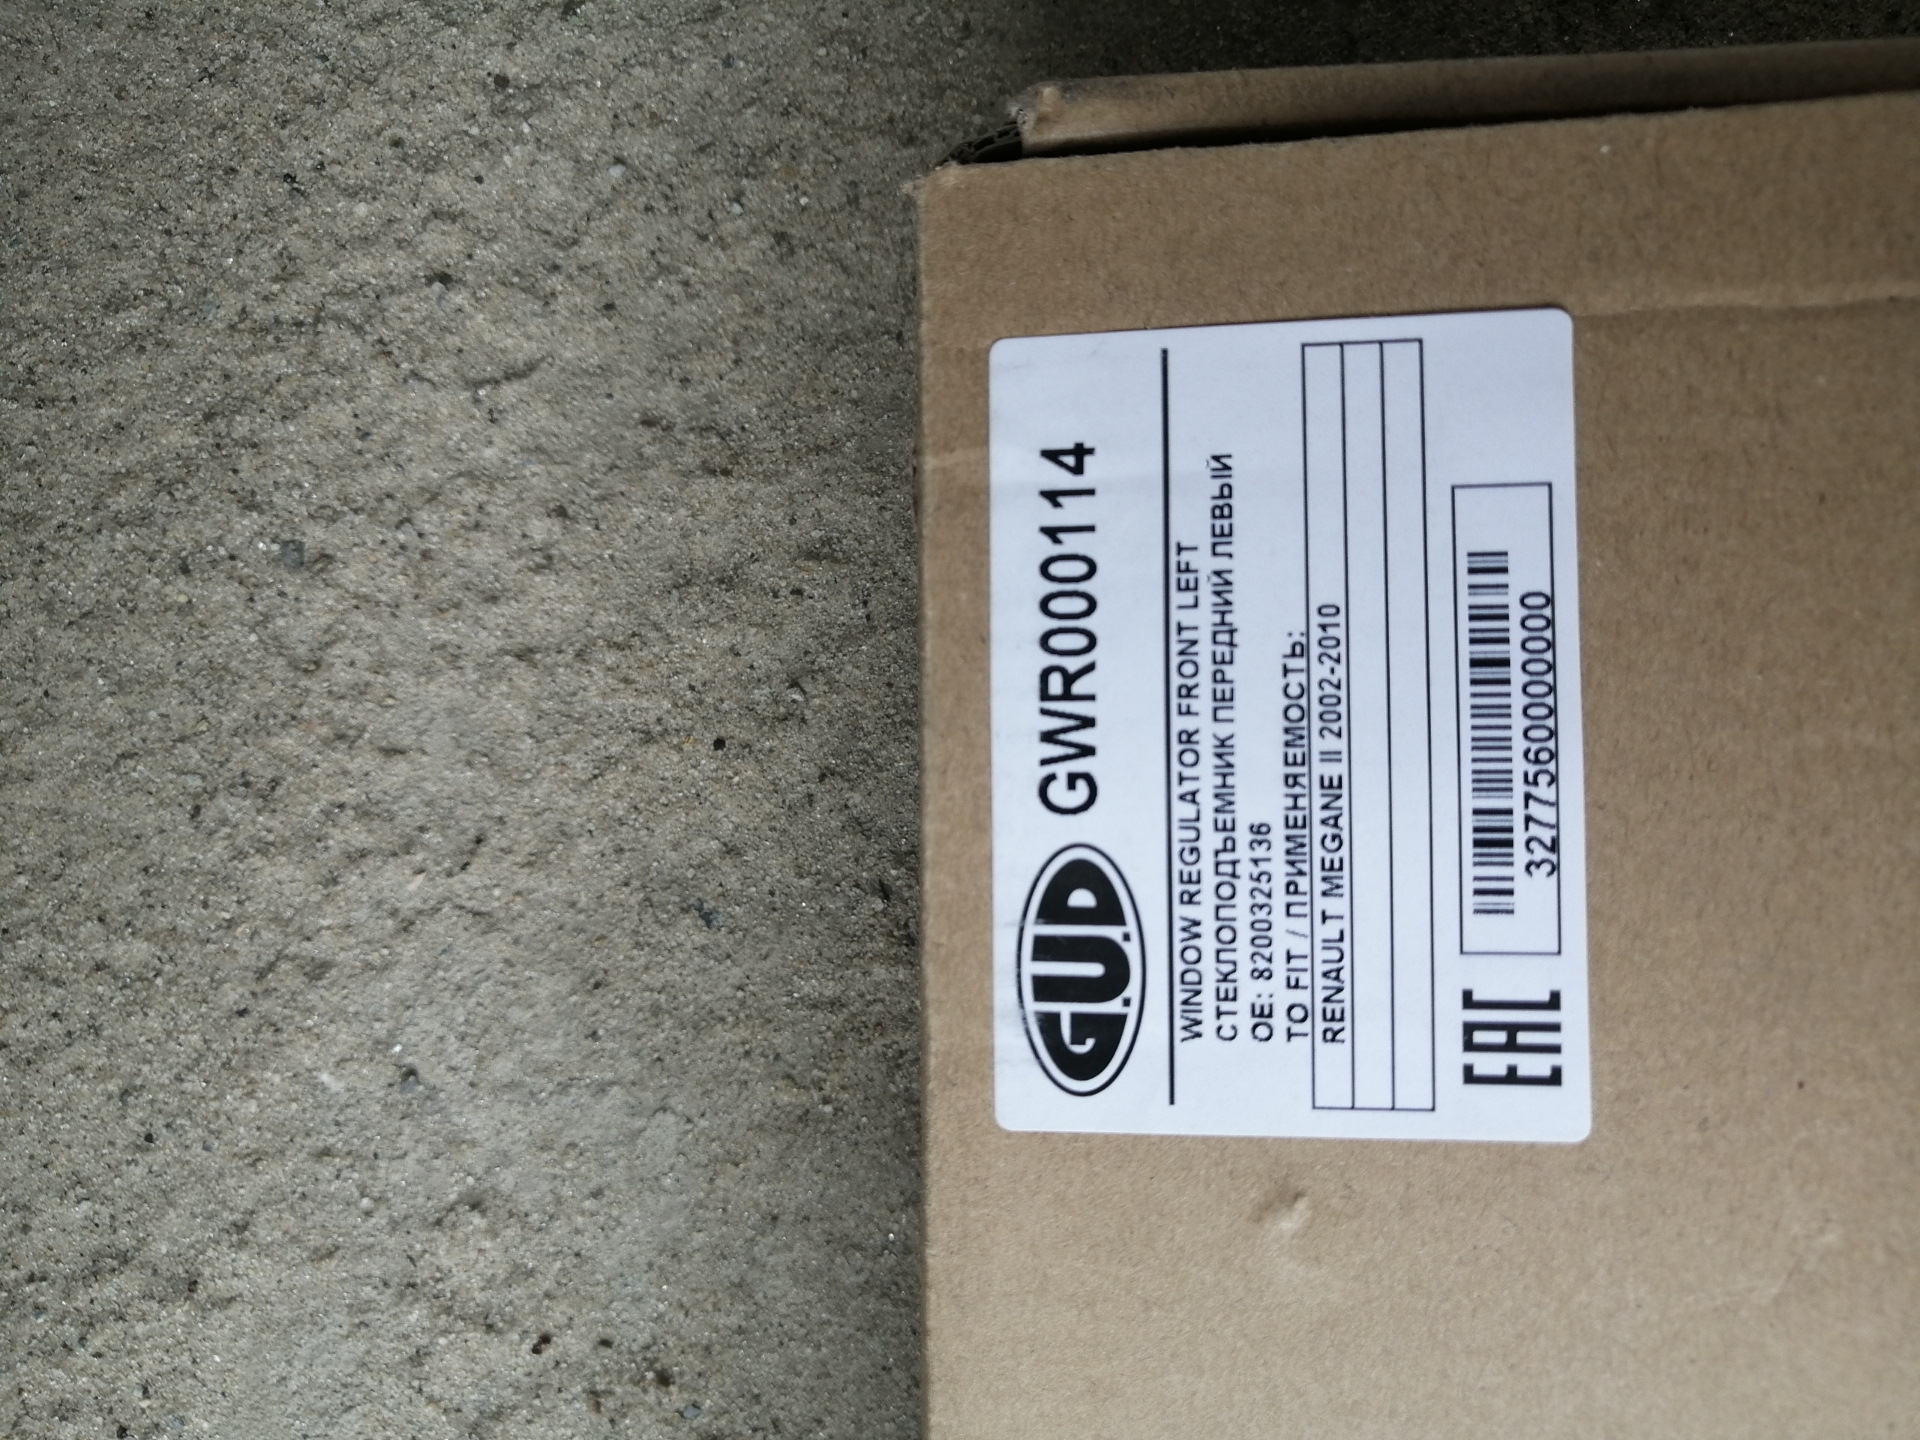 G.U.D. GWR000114
WINDOW REGULATOR FRONT LEFT
СТЕКЛОПОДЪЕМНИК ПЕРЕДНИЙ ЛЕВЫЙ
OE: 8200325136
TO FIT / ПРИМЕНЯЕМОСТЬ:
RENAULT MEGANE II 2002-2010
EAC
3277560000000